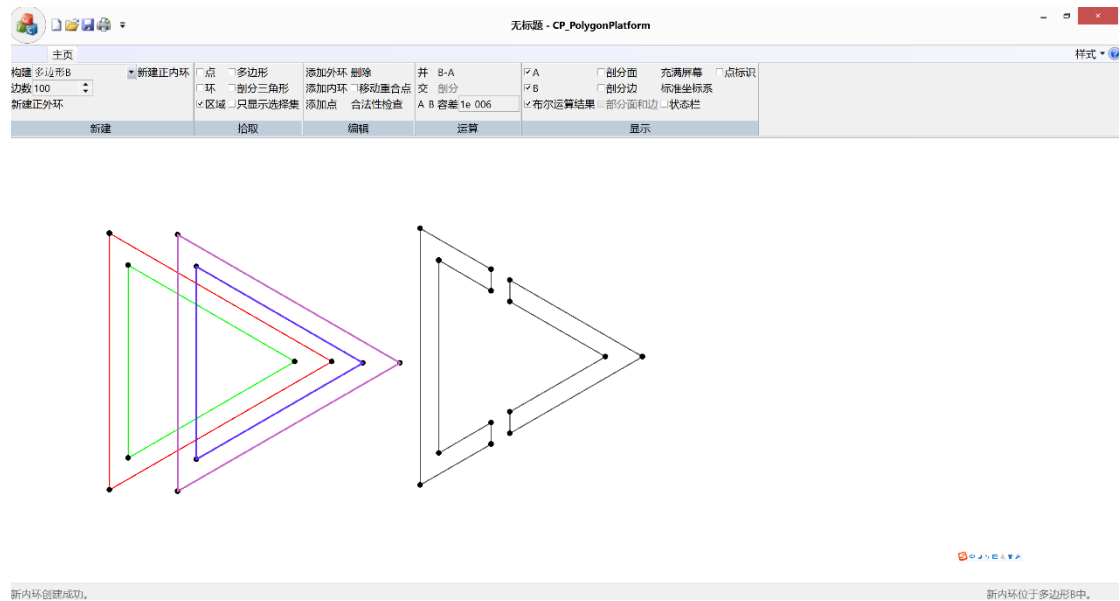 无标题 - CP_PolygonPlatform
主页
样式
构建 多边形B 新建正内环
边数 100
新建正外环
新建
点 多边形
环 剖分三角形
区域 只显示选择集
拾取
添加外环 删除
添加内环 移动重合点
添加点 合法性检查
编辑
并 B-A
交 剖分
A B 容差 1e 006
运算
A 剖分面 充满屏幕 点标识
B 剖分边 标准坐标系
布尔运算结果 部分面和边 状态栏
显示
新内环创建成功。
新内环位于多边形B中。